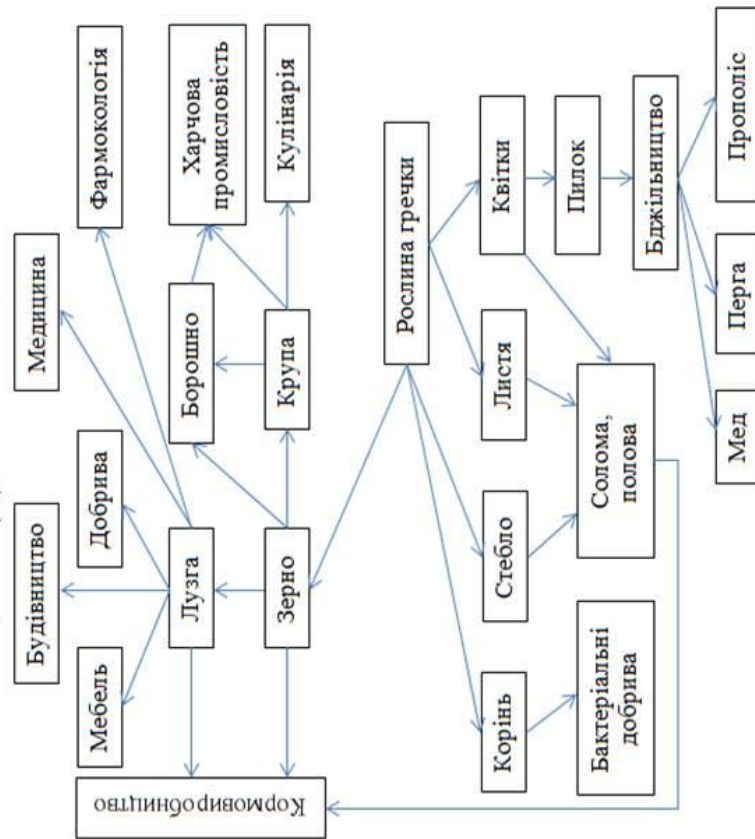 Мебель
Будівництво
Добрива
Медицина
Фармокологія
Кормовиробництво
Лузга
Борошно
Харчова
промисловість
Зерно
Крупа
Кулінарія
Рослина гречки
Корінь
Стебло
Листя
Квітки
Бактеріальні
добрива
Солома,
полова
Пилок
Бджільництво
Мед
Перга
Прополіс